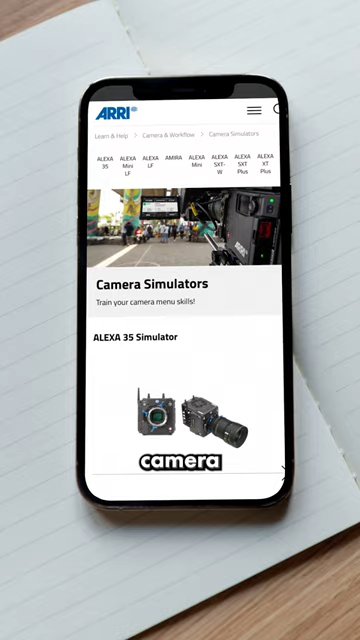 ARRI
Learn & Help > Camera & Workflow > Camera Simulators
ALEXA 35
ALEXA Mini LF
ALEXA LF
AMIRA
ALEXA Mini
ALEXA SXT-W
ALEXA SXT Plus
ALEXA XT Plus
Camera Simulators
Train your camera menu skills!
ALEXA 35 Simulator
camera